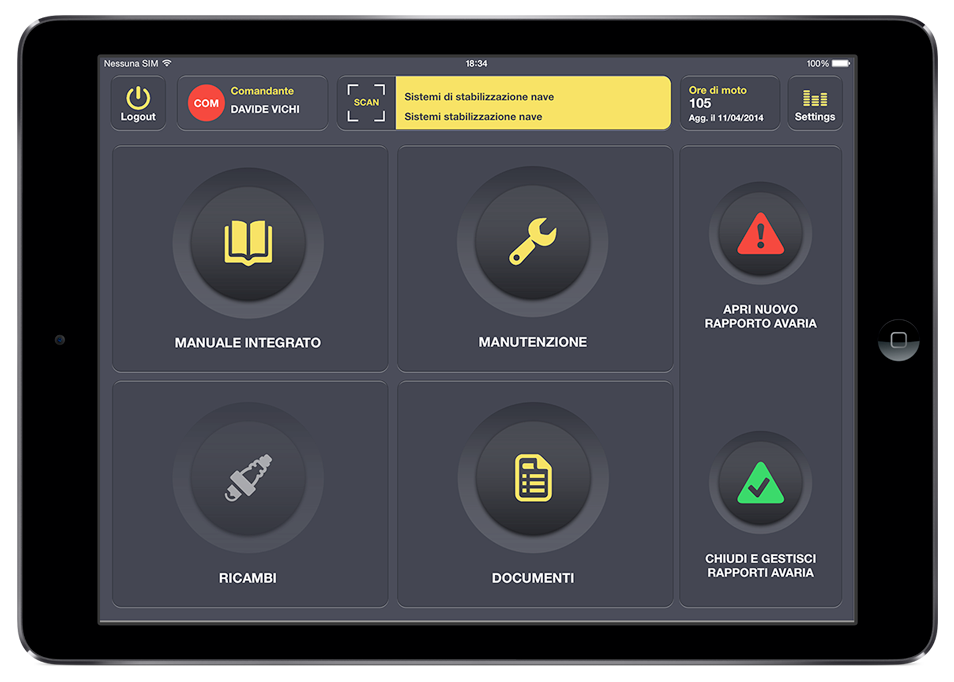 Nessuna SIM
18:34
100%
Logout
COM
Comandante
DAVIDE VICHI
SCAN
Sistemi di stabilizzazione nave
Sistemi stabilizzazione nave
Ore di moto
105
Agg. il 11/04/2014
Settings
MANUALE INTEGRATO
MANUTENZIONE
APRI NUOVO
RAPPORTO AVARIA
RICAMBI
DOCUMENTI
CHIUDI E GESTISCI
RAPPORTI AVARIA